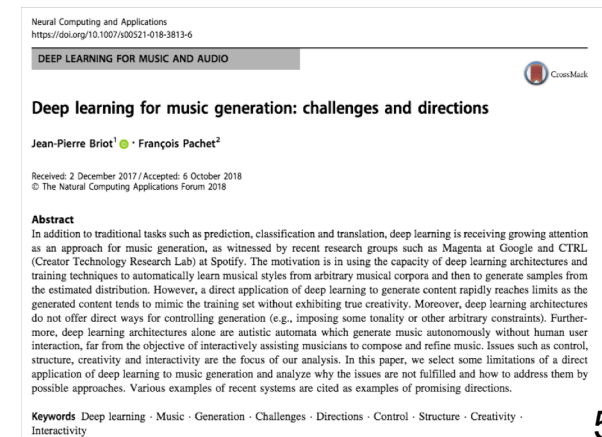 Neural Computing and Applications
https://doi.org/10.1007/s00521-018-3813-6
DEEP LEARNING FOR MUSIC AND AUDIO
CrossMark
Deep learning for music generation: challenges and directions
Jean-Pierre Briot1 · François Pachet2
Received: 2 December 2017 / Accepted: 6 October 2018
© The Natural Computing Applications Forum 2018
Abstract
In addition to traditional tasks such as prediction, classification and translation, deep learning is receiving growing attention
as an approach for music generation, as witnessed by recent research groups such as Magenta at Google and CTRL
(Creator Technology Research Lab) at Spotify. The motivation is in using the capacity of deep learning architectures and
training techniques to automatically learn musical styles from arbitrary musical corpora and then to generate samples from
the estimated distribution. However, a direct application of deep learning to generate content rapidly reaches limits as the
generated content tends to mimic the training set without exhibiting true creativity. Moreover, deep learning architectures
do not offer direct ways for controlling generation (e.g., imposing some tonality or other arbitrary constraints). Further-
more, deep learning architectures alone are autistic automata which generate music autonomously without human user
interaction, far from the objective of interactively assisting musicians to compose and refine music. Issues such as control,
structure, creativity and interactivity are the focus of our analysis. In this paper, we select some limitations of a direct
application of deep learning to music generation and analyze why the issues are not fulfilled and how to address them by
possible approaches. Various examples of recent systems are cited as examples of promising directions.
Keywords Deep learning · Music · Generation · Challenges · Directions · Control · Structure · Creativity ·
Interactivity
5